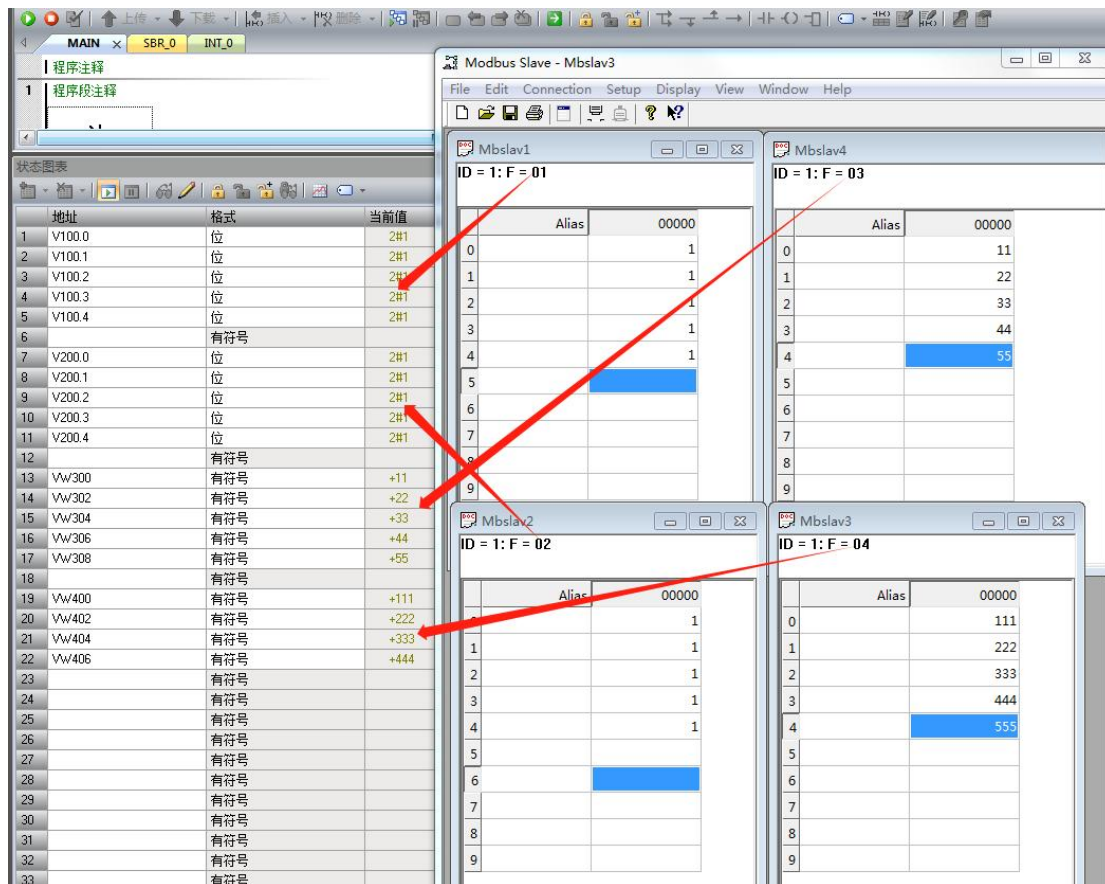 上传 下载 插入 删除
MAIN SBR_0 INT_0
程序注释
1 程序段注释
状态图表
地址 格式 当前值
1 V100.0 位 2#1
2 V100.1 位 2#1
3 V100.2 位 2#1
4 V100.3 位 2#1
5 V100.4 位 2#1
6 有符号
7 V200.0 位 2#1
8 V200.1 位 2#1
9 V200.2 位 2#1
10 V200.3 位 2#1
11 V200.4 位 2#1
12 有符号
13 VW300 有符号 +11
14 VW302 有符号 +22
15 VW304 有符号 +33
16 VW306 有符号 +44
17 VW308 有符号 +55
18 有符号
19 VW400 有符号 +111
20 VW402 有符号 +222
21 VW404 有符号 +333
22 VW406 有符号 +444
23 有符号
24 有符号
25 有符号
26 有符号
27 有符号
28 有符号
29 有符号
30 有符号
31 有符号
32 有符号
33 有符号
Modbus Slave - Mbslav3
File Edit Connection Setup Display View Window Help
Mbslav1
ID = 1: F = 01
Alias 00000
0 1
1 1
2 1
3 1
4 1
5
6
7
8
9
Mbslav4
ID = 1: F = 03
Alias 00000
0 11
1 22
2 33
3 44
4 55
5
6
7
8
9
Mbslav2
ID = 1: F = 02
Alias 00000
0 1
1 1
2 1
3 1
4 1
5
6
7
8
9
Mbslav3
ID = 1: F = 04
Alias 00000
0 111
1 222
2 333
3 444
4 555
5
6
7
8
9